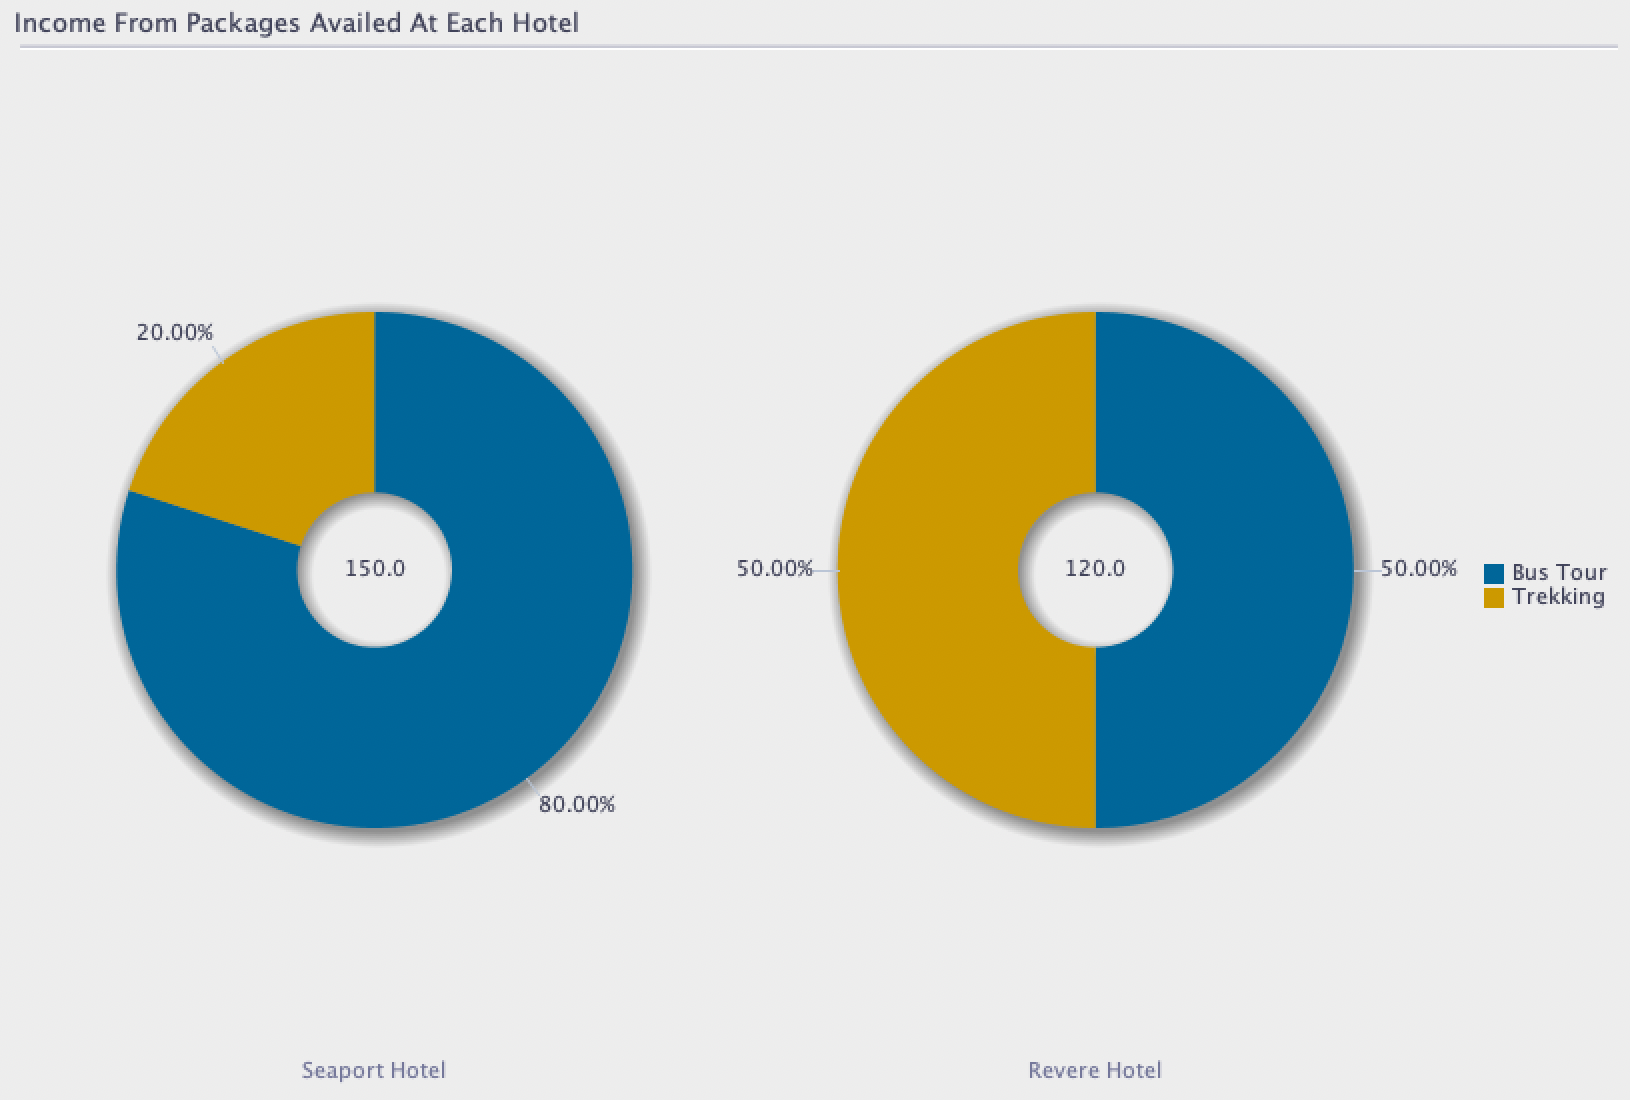 Income From Packages Availed At Each Hotel
20.00%
150.0
80.00%
50.00%
120.0
50.00%
Bus Tour
Trekking
Seaport Hotel
Revere Hotel